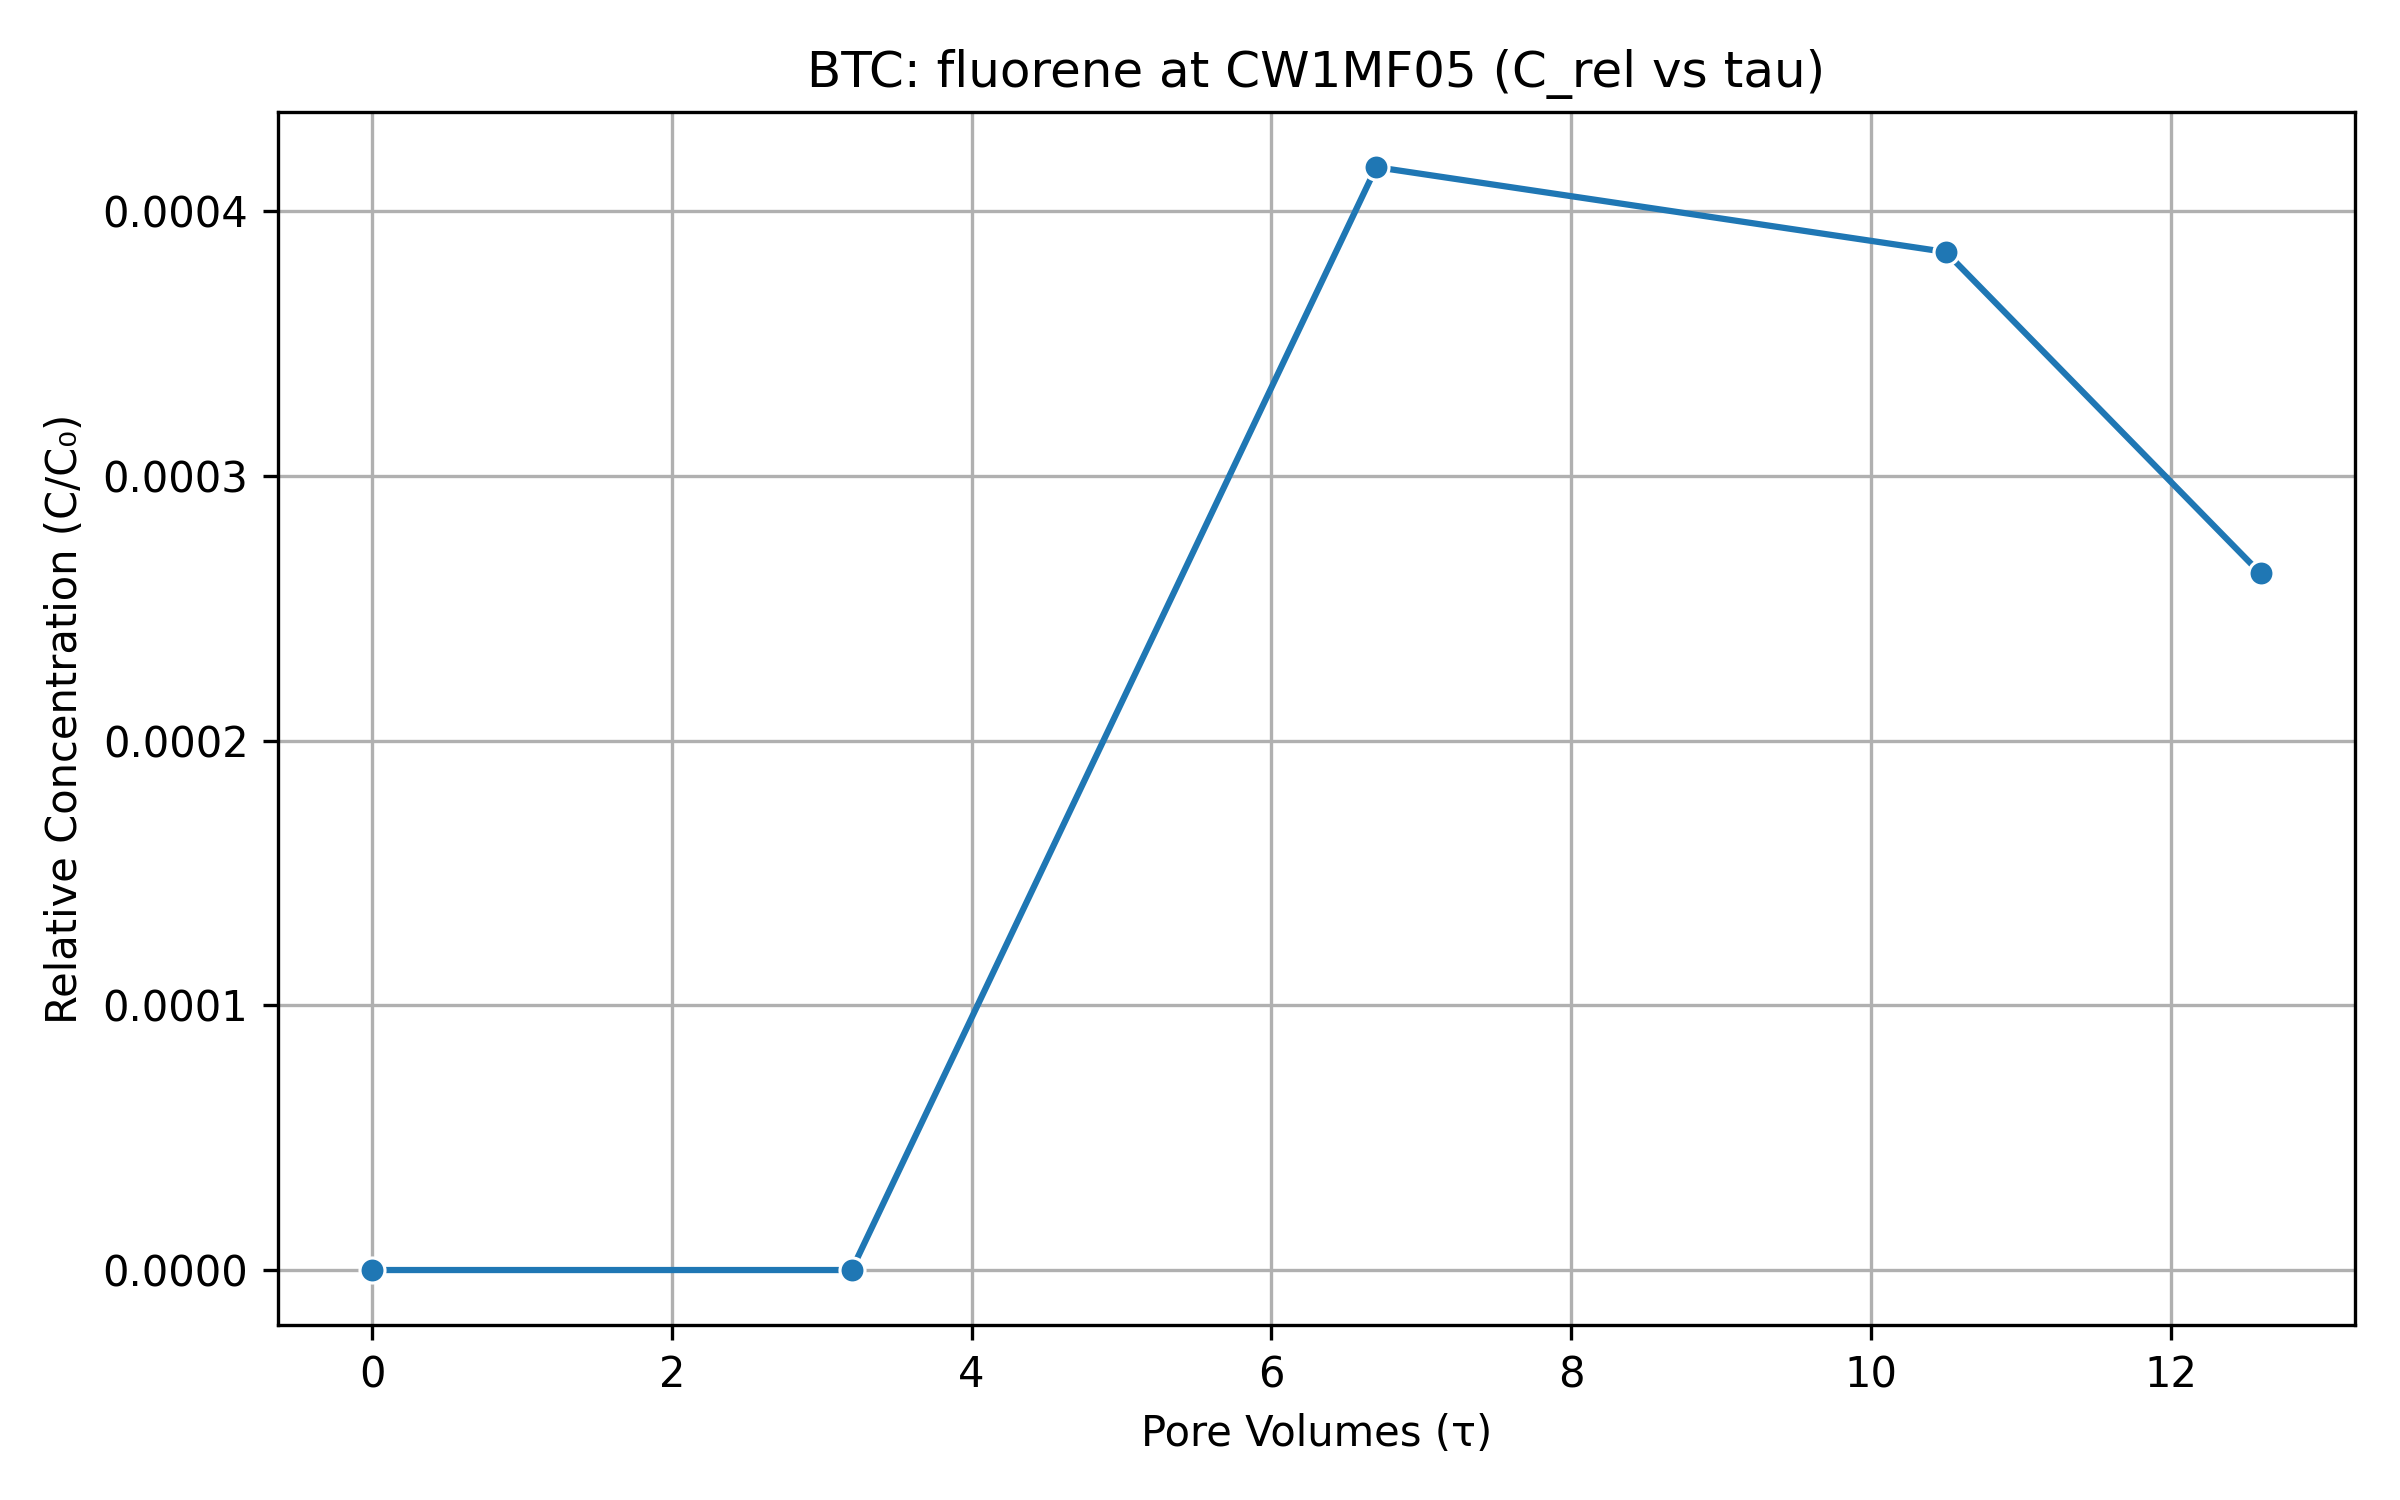 BTC: fluorene at CW1MF05 (C_rel vs tau)
Relative Concentration (C/C₀)
0.0004
0.0003
0.0002
0.0001
0.0000
0 2 4 6 8 10 12
Pore Volumes (τ)